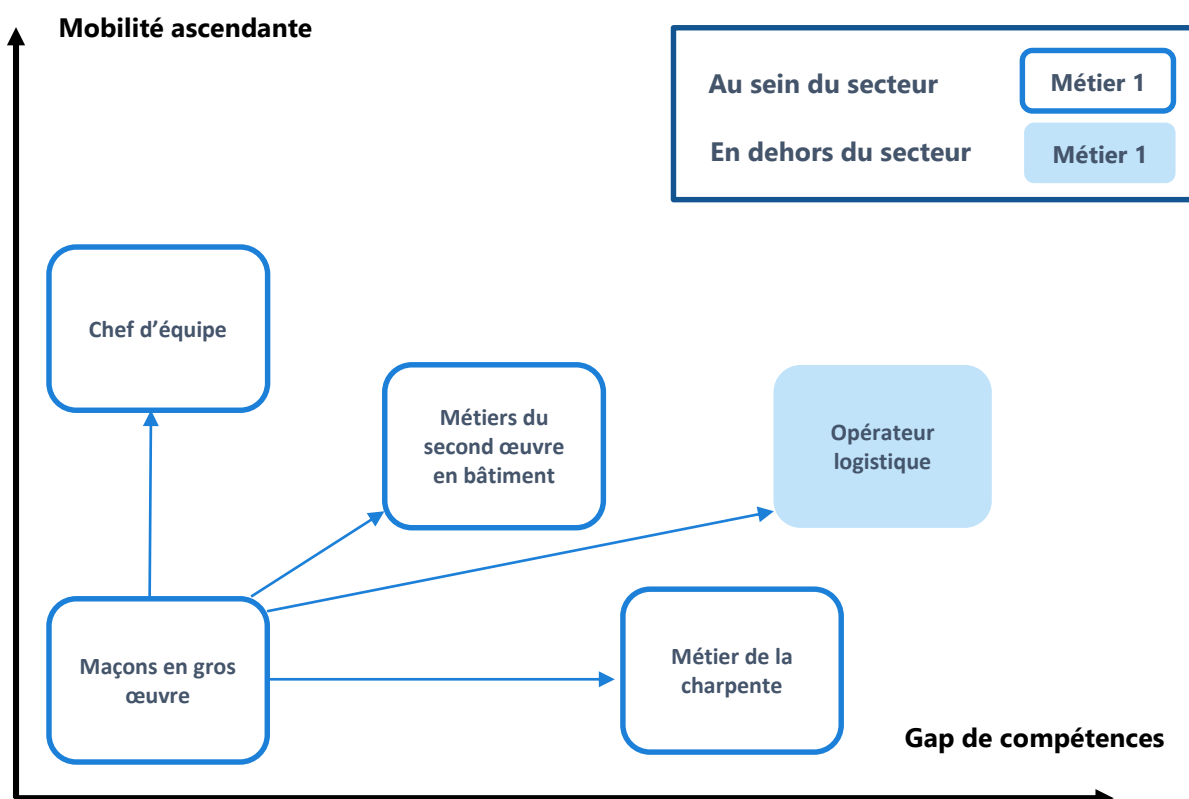 Mobilité ascendante
Au sein du secteur
Métier 1
En dehors du secteur
Métier 1
Chef d’équipe
Métiers du
second œuvre
en bâtiment
Opérateur
logistique
Maçons en gros
œuvre
Métier de la
charpente
Gap de compétences